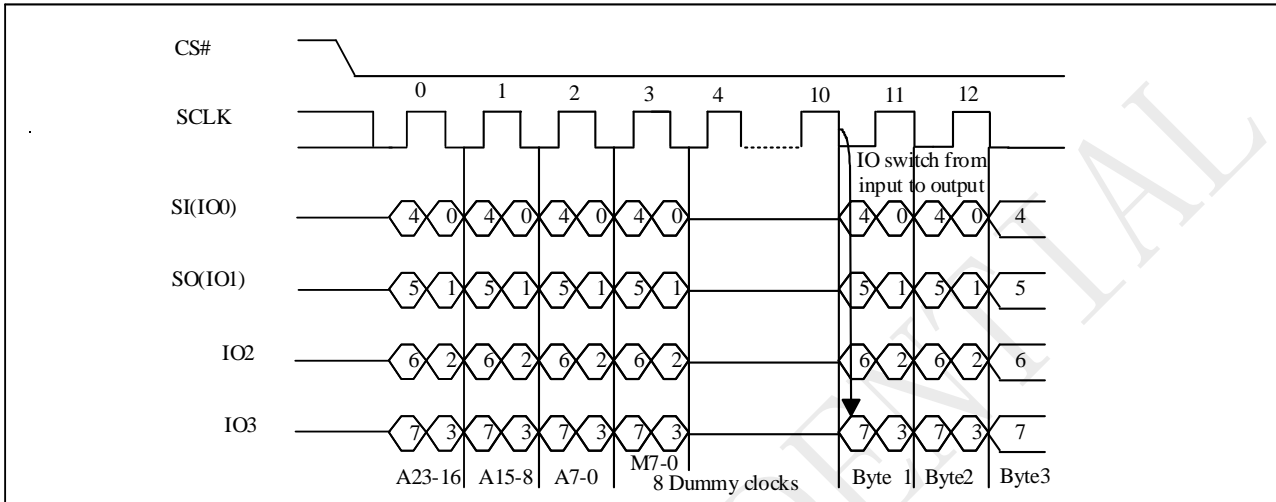 CS#
0 1 2 3 4 10 11 12
SCLK
IO switch from
input to output
SI(IO0) 4 0 4 0 4 0 4 0 4 0 4 0 4
SO(IO1) 5 1 5 1 5 1 5 1 5 1 5 1 5
IO2 6 2 6 2 6 2 6 2 6 2 6 2 6
IO3 7 3 7 3 7 3 7 3 7 3 7 3 7
A23-16 A15-8 A7-0 M7-0 8 Dummy clocks Byte 1 Byte2 Byte3